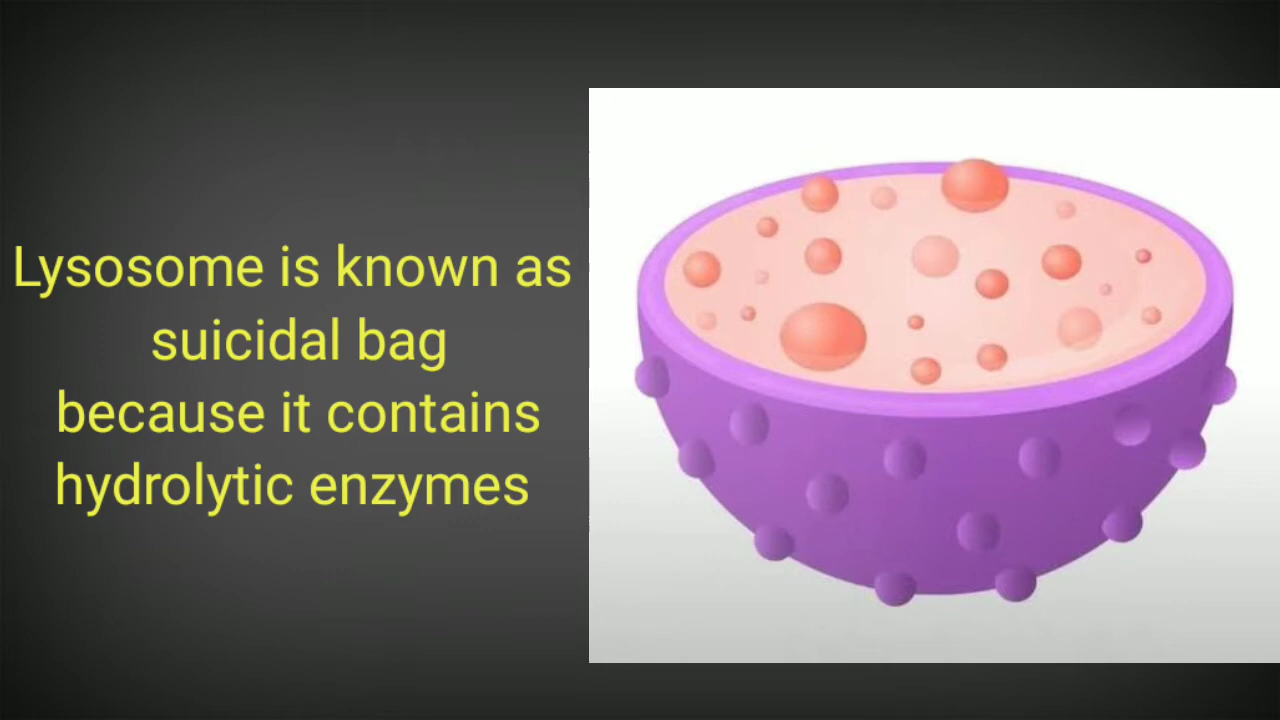 Lysosome is known as
suicidal bag
because it contains
hydrolytic enzymes